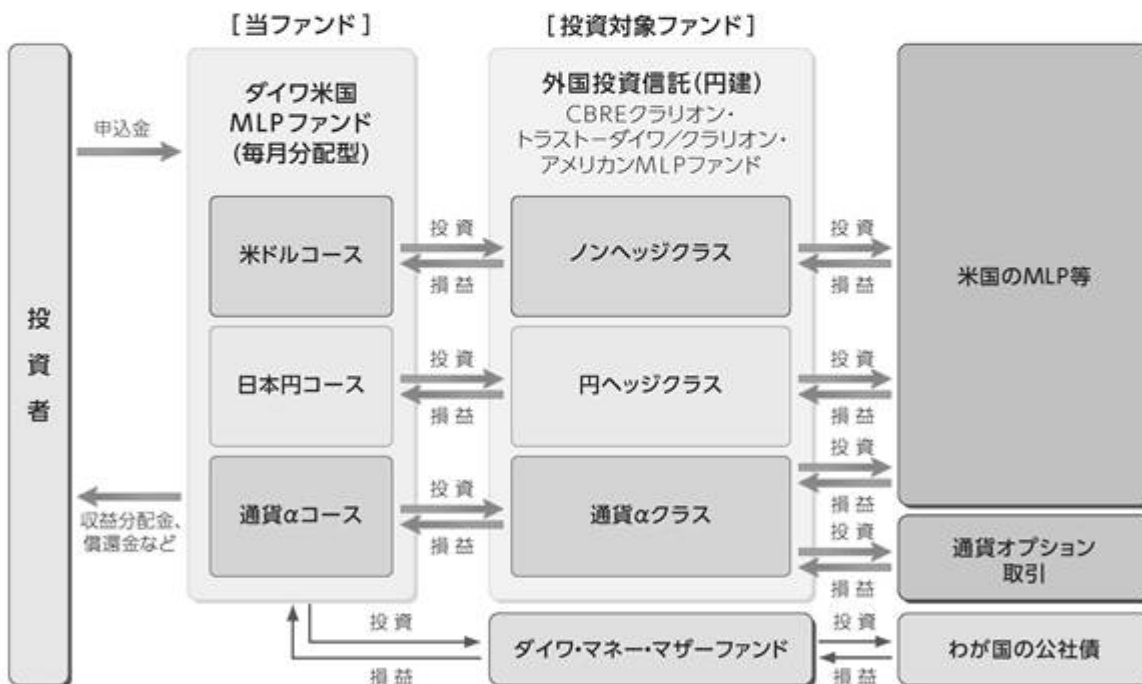 [当ファンド]
[投資対象ファンド]
投資者
申込金
収益分配金、
償還金など
ダイワ米国
MLPファンド
(毎月分配型)
米ドルコース
日本円コース
通貨αコース
投資
損益
投資
損益
投資
損益
外国投資信託(円建)
CBREクラリオン・
トラストーダイワ/クラリオン・
アメリカンMLPファンド
ノンヘッジクラス
円ヘッジクラス
通貨αクラス
投資
損益
投資
損益
投資
損益
投資
損益
米国のMLP等
通貨オプション
取引
投資
損益
ダイワ・マネー・マザーファンド
投資
損益
わが国の公社債